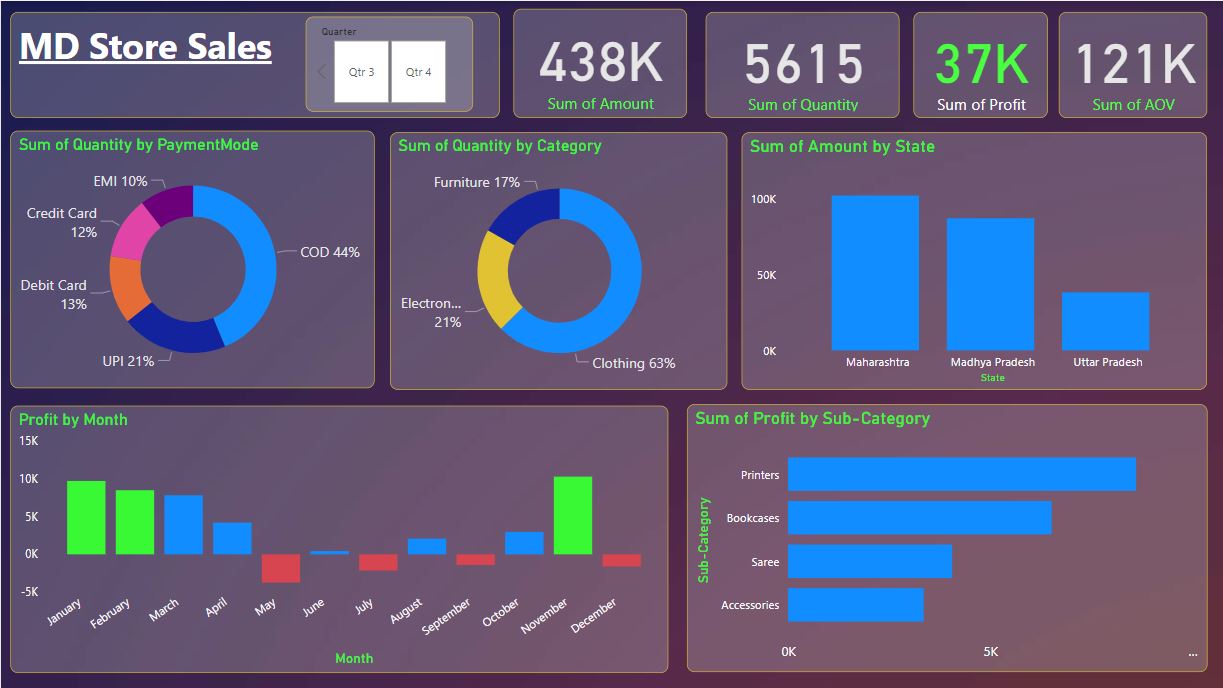 MD Store Sales
Quarter
Qtr 3
Qtr 4
438K
Sum of Amount
5615
Sum of Quantity
37K
Sum of Profit
121K
Sum of AOV
Sum of Quantity by PaymentMode
EMI 10%
Credit Card
12%
Debit Card
13%
UPI 21%
COD 44%
Sum of Quantity by Category
Furniture 17%
Electron...
21%
Clothing 63%
Sum of Amount by State
100K
50K
0K
Maharashtra
Madhya Pradesh
Uttar Pradesh
State
Profit by Month
15K
10K
5K
0K
-5K
January
February
March
April
May
June
July
August
September
October
November
December
Month
Sum of Profit by Sub-Category
Sub-Category
Printers
Bookcases
Saree
Accessories
0K
5K
...